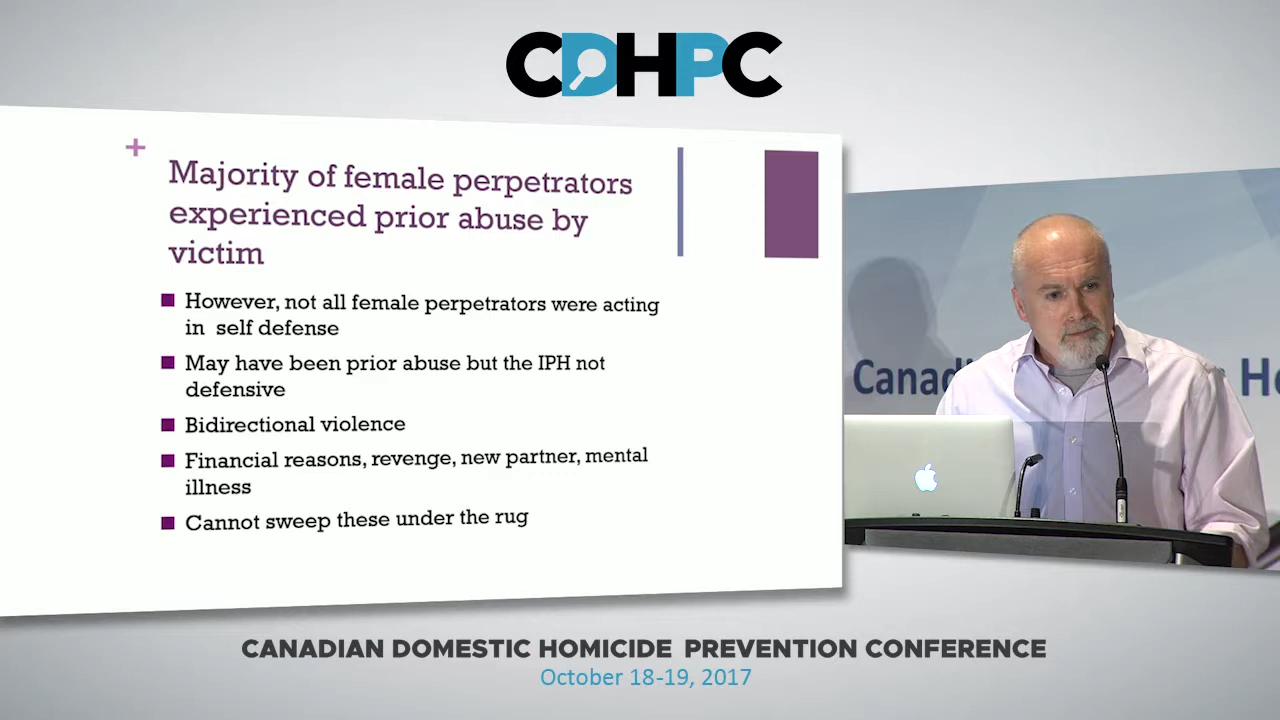 CDHPC
+
Majority of female perpetrators
experienced prior abuse by
victim
However, not all female perpetrators were acting
in self defense
May have been prior abuse but the IPH not
defensive
Bidirectional violence
Financial reasons, revenge, new partner, mental
illness
Cannot sweep these under the rug
CANADIAN DOMESTIC HOMICIDE PREVENTION CONFERENCE
October 18-19, 2017